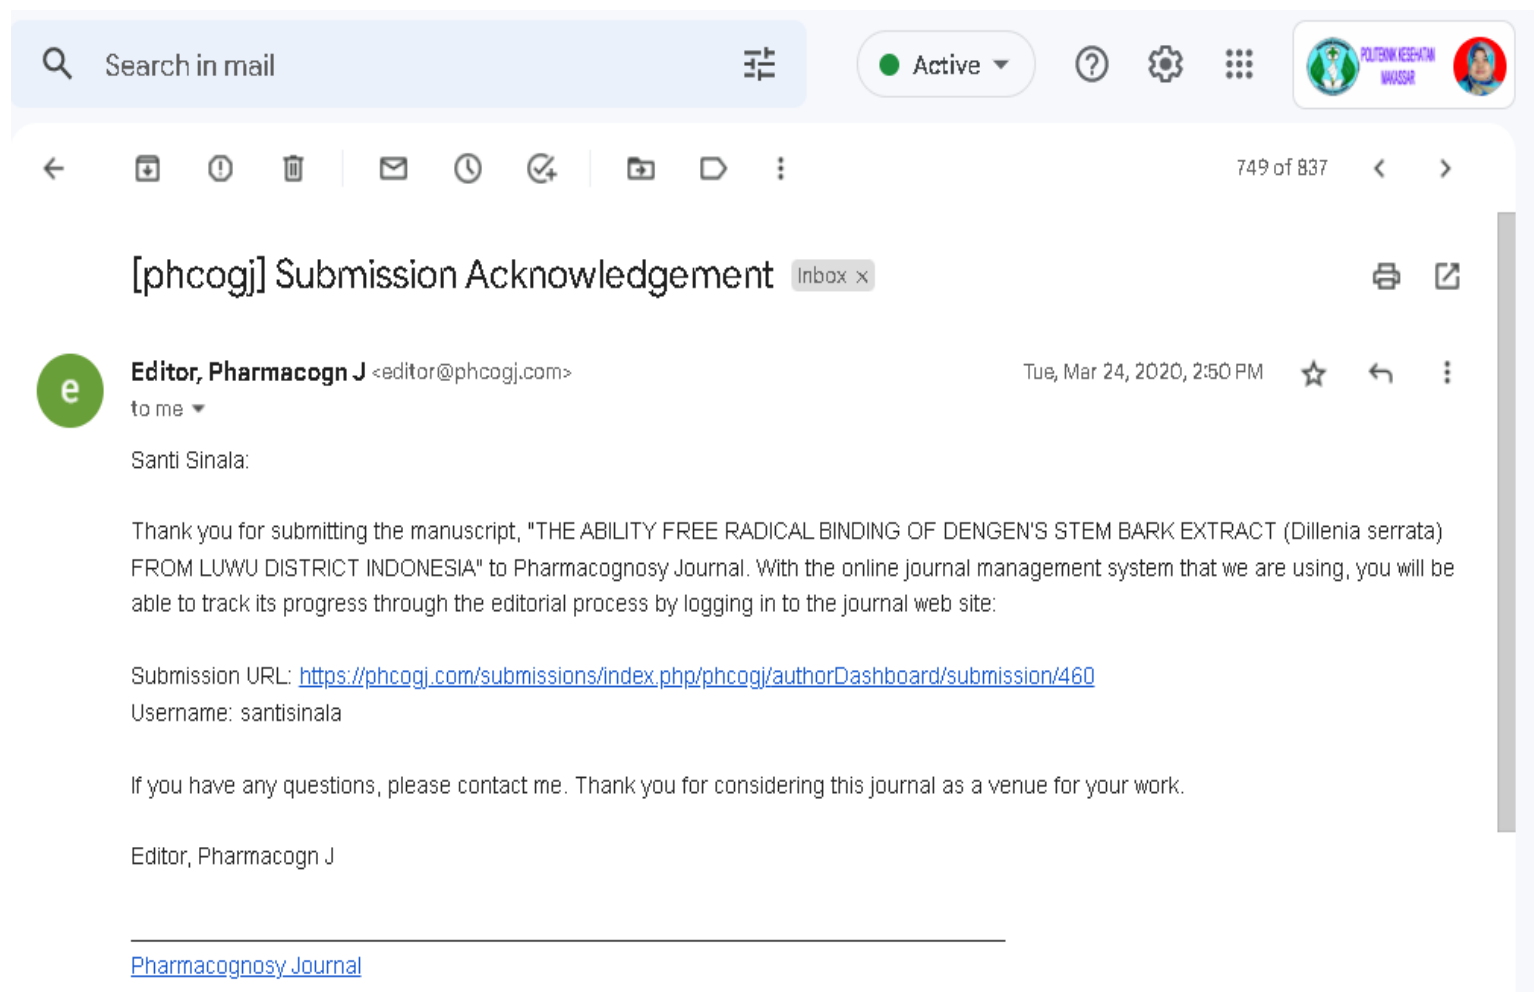 Search in mail
Active
POLITEKNIK KESEHATAN
MAKASSAR
749 of 837
[phcogj] Submission Acknowledgement
Inbox ×
Editor, Pharmacogn J <editor@phcogj.com>
Tue, Mar 24, 2020, 2:50 PM
e
to me
Santi Sinala:
Thank you for submitting the manuscript, "THE ABILITY FREE RADICAL BINDING OF DENGEN'S STEM BARK EXTRACT (Dillenia serrata)
FROM LUWU DISTRICT INDONESIA" to Pharmacognosy Journal. With the online journal management system that we are using, you will be
able to track its progress through the editorial process by logging in to the journal web site:
Submission URL: https://phcogj.com/submissions/index.php/phcogj/authorDashboard/submission/460
Username: santisinala
If you have any questions, please contact me. Thank you for considering this journal as a venue for your work.
Editor, Pharmacogn J
Pharmacognosy Journal